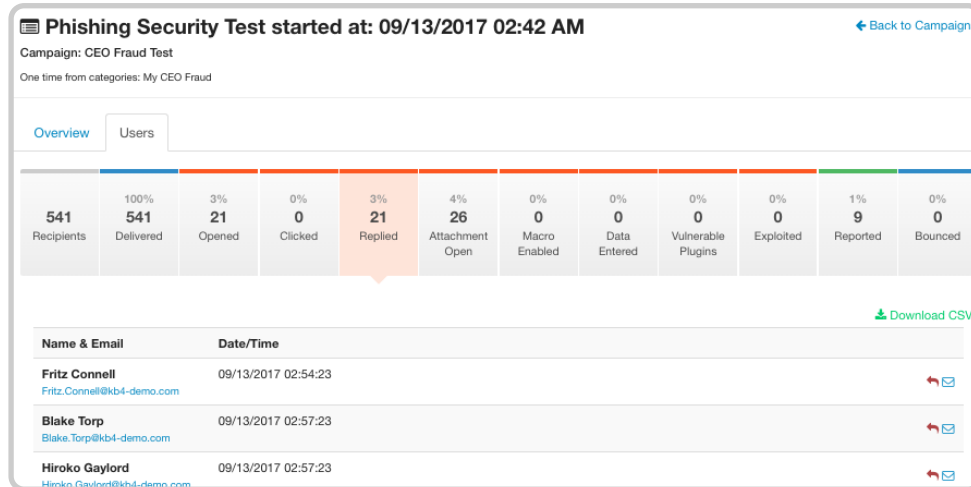 Phishing Security Test started at: 09/13/2017 02:42 AM
Back to Campaign
Campaign: CEO Fraud Test
One time from categories: My CEO Fraud
Overview Users
100% 3% 0% 3% 4% 0% 0% 0% 0% 1% 0%
541 541 21 0 21 26 0 0 0 0 9 0
Recipients Delivered Opened Clicked Replied Attachment Open Macro Enabled Data Entered Vulnerable Plugins Exploited Reported Bounced
Download CSV
Name & Email Date/Time
Fritz Connell 09/13/2017 02:54:23
Fritz.Connell@kb4-demo.com
Blake Torp 09/13/2017 02:57:23
Blake.Torp@kb4-demo.com
Hiroko Gaylord 09/13/2017 02:57:23
Hiroko.Gaylord@kb4-demo.com